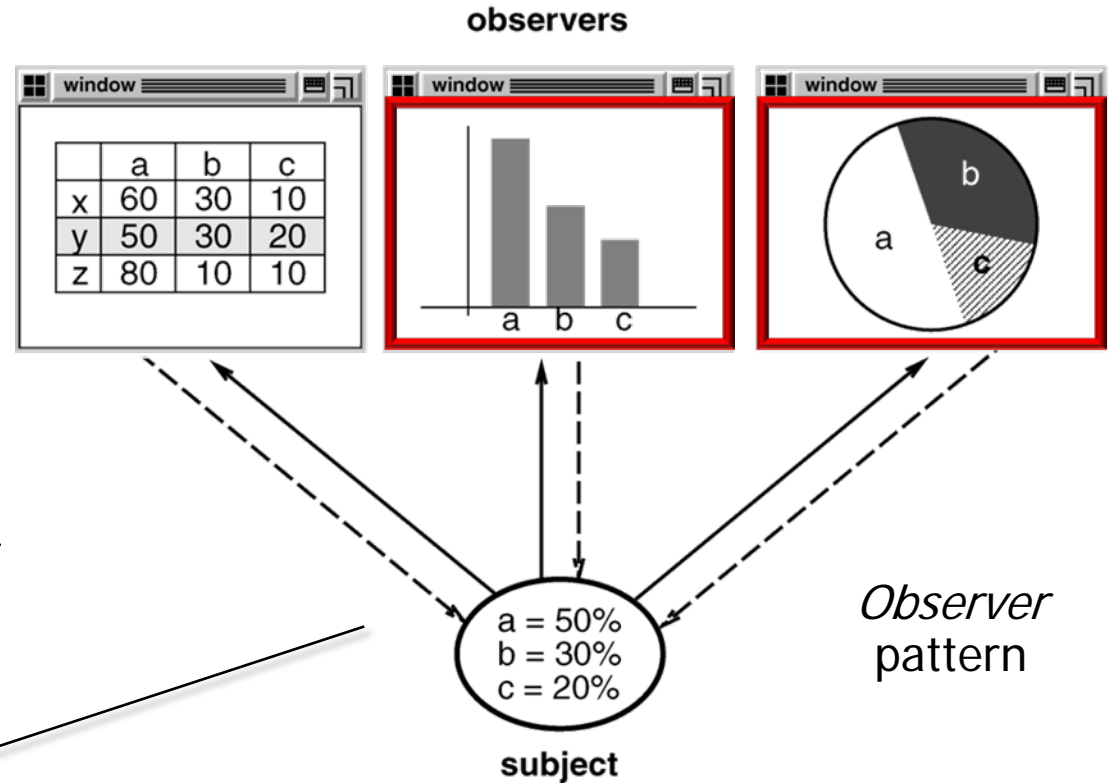 observers
window
window
window
a b c
x 60 30 10
y 50 30 20
z 80 10 10
a b c
a
b
c
a = 50%
b = 30%
c = 20%
Observer
pattern
subject